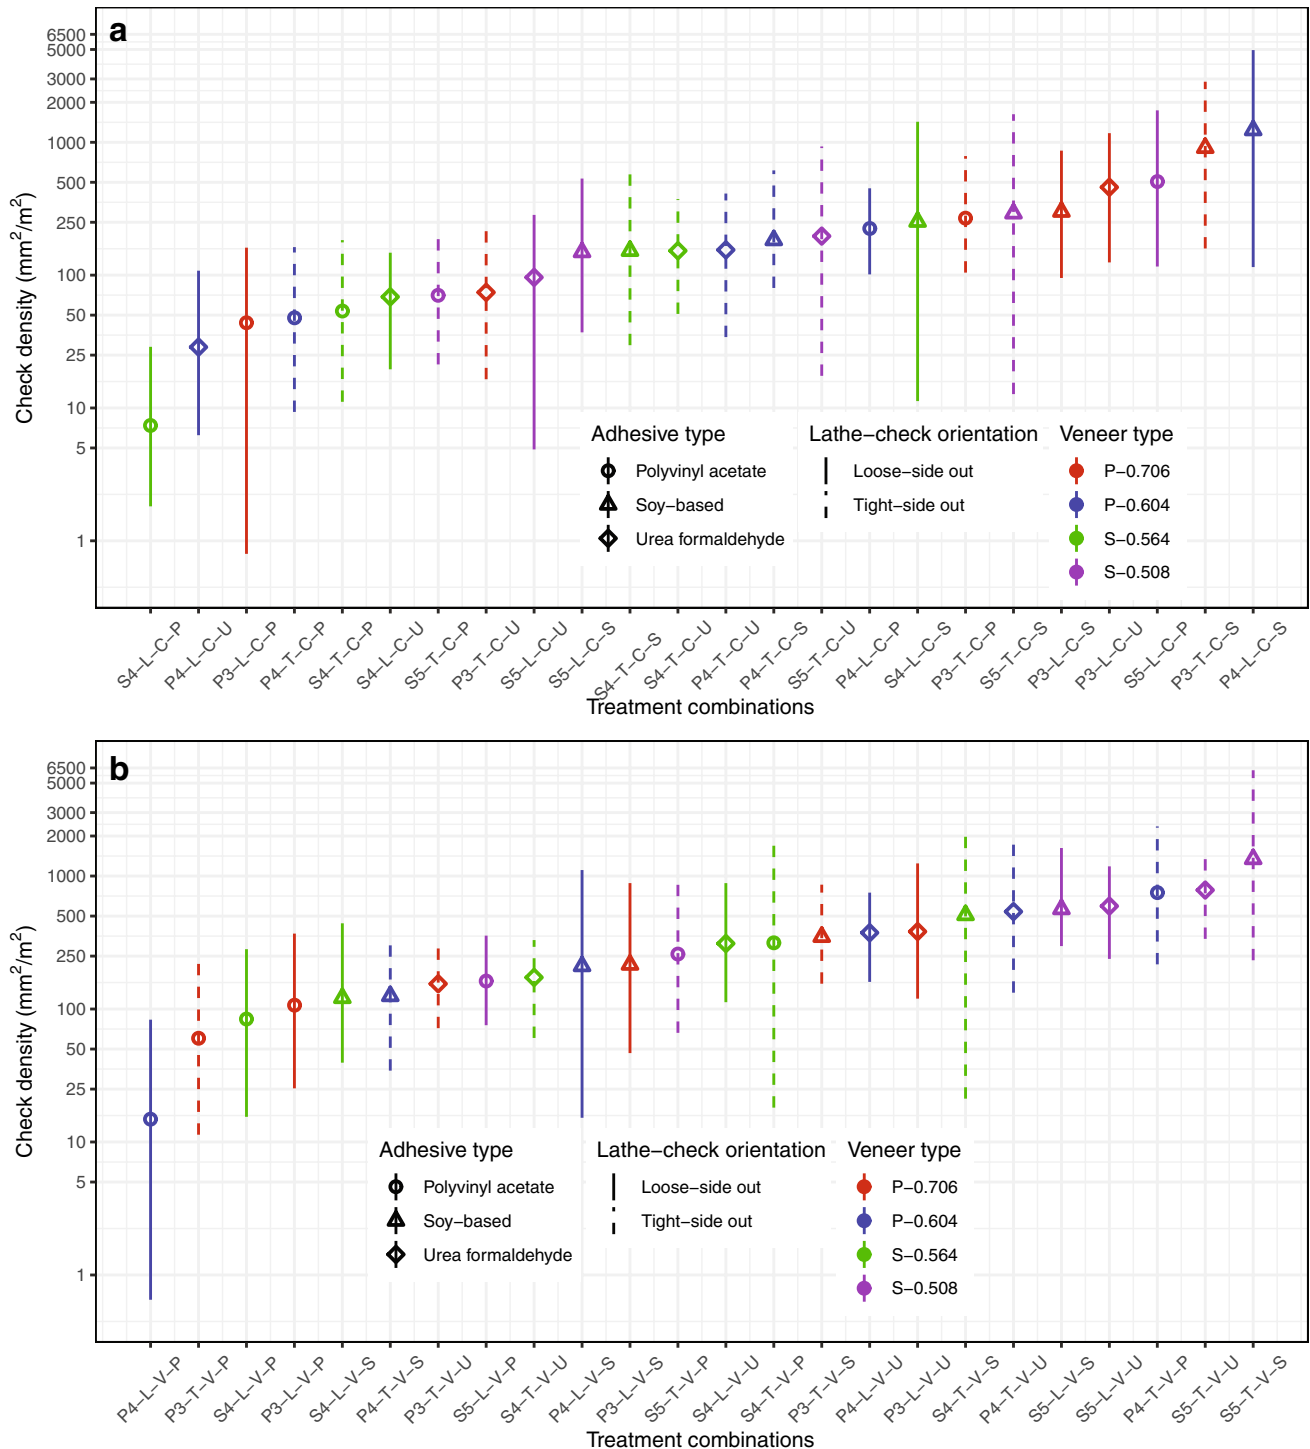 a
6500
5000
3000
2000
1000
500
250
100
50
25
10
5
1
Check density (mm²/m²)
Adhesive type
Polyvinyl acetate
Soy−based
Urea formaldehyde
Lathe−check orientation
Loose−side out
Tight−side out
Veneer type
P−0.706
P−0.604
S−0.564
S−0.508
S4−L−C−P
P4−L−C−U
P3−L−C−P
P4−T−C−P
S4−T−C−P
S4−L−C−U
S5−T−C−P
P3−T−C−U
S5−L−C−U
S5−L−C−S
S4−T−C−S
S4−T−C−U
P4−T−C−U
P4−T−C−S
S5−T−C−U
P4−L−C−P
S4−L−C−S
P3−T−C−P
S5−T−C−S
P3−L−C−S
P3−L−C−U
S5−L−C−P
P3−T−C−S
P4−L−C−S
Treatment combinations
b
6500
5000
3000
2000
1000
500
250
100
50
25
10
5
1
Check density (mm²/m²)
Adhesive type
Polyvinyl acetate
Soy−based
Urea formaldehyde
Lathe−check orientation
Loose−side out
Tight−side out
Veneer type
P−0.706
P−0.604
S−0.564
S−0.508
P4−L−V−P
P3−T−V−P
S4−L−V−P
P3−L−V−P
S4−L−V−S
P4−T−V−S
P3−T−V−U
S5−L−V−P
S4−T−V−U
P4−L−V−S
P3−L−V−S
S5−T−V−P
S4−L−V−U
S4−T−V−P
P3−T−V−S
P4−L−V−U
P3−L−V−U
S4−T−V−S
P4−T−V−U
S5−L−V−S
S5−L−V−U
P4−T−V−P
S5−T−V−U
S5−T−V−S
Treatment combinations